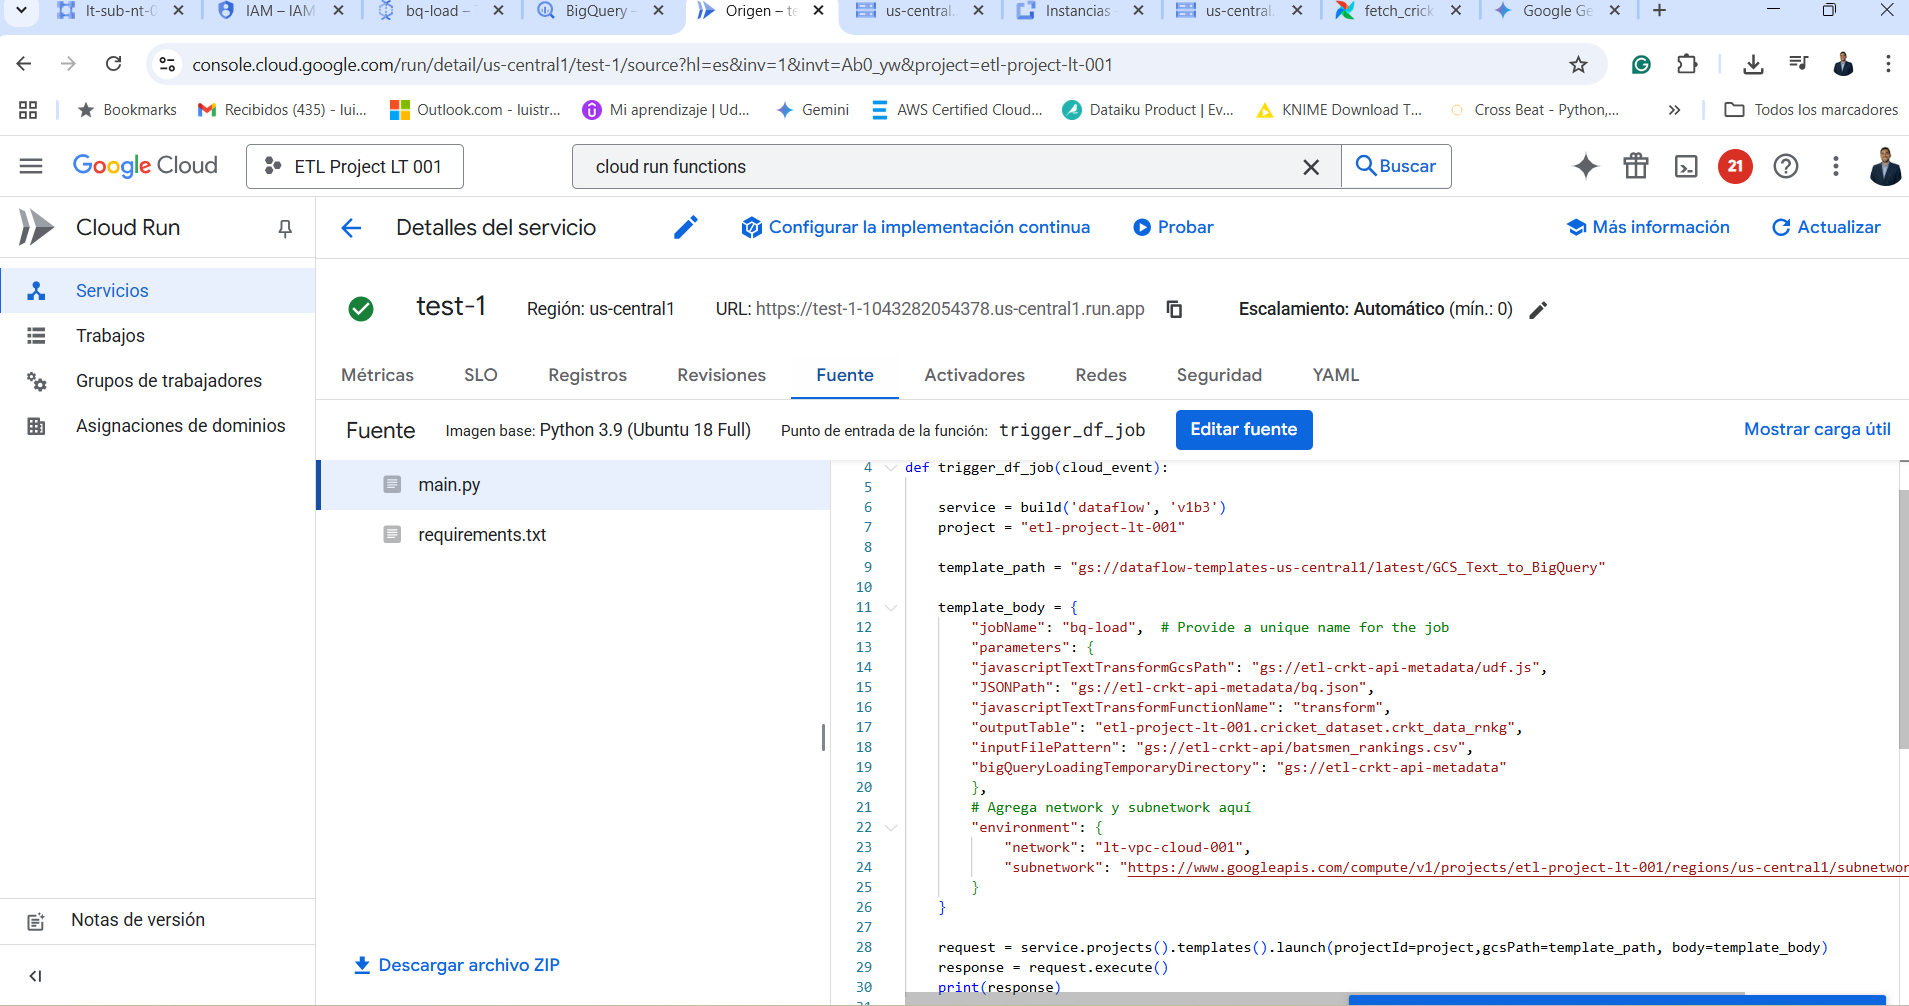 lt-sub-nt-0
IAM – IAM
bq-load –
BigQuery –
Origen – te
us-central
Instancias
us-central
fetch_crick
Google Ge
console.cloud.google.com/run/detail/us-central1/test-1/source?hl=es&inv=1&invt=Ab0_yw&project=etl-project-lt-001
Bookmarks
Recibidos (435) - lui...
Outlook.com - luistr...
Mi aprendizaje | Ud...
Gemini
AWS Certified Cloud...
Dataiku Product | Ev...
KNIME Download T...
Cross Beat - Python,...
»
Todos los marcadores
Google Cloud
ETL Project LT 001
cloud run functions
Buscar
21
Cloud Run
Detalles del servicio
Configurar la implementación continua
Probar
Más información
Actualizar
Servicios
Trabajos
Grupos de trabajadores
Asignaciones de dominios
Notas de versión
test-1
Región: us-central1
URL: https://test-1-1043282054378.us-central1.run.app
Escalamiento: Automático (mín.: 0)
Métricas
SLO
Registros
Revisiones
Fuente
Activadores
Redes
Seguridad
YAML
Fuente
Imagen base: Python 3.9 (Ubuntu 18 Full)
Punto de entrada de la función: trigger_df_job
Editar fuente
Mostrar carga útil
main.py
requirements.txt
Descargar archivo ZIP
4 def trigger_df_job(cloud_event):
5
6 service = build('dataflow', 'v1b3')
7 project = "etl-project-lt-001"
8
9 template_path = "gs://dataflow-templates-us-central1/latest/GCS_Text_to_BigQuery"
10
11 template_body = {
12 "jobName": "bq-load", # Provide a unique name for the job
13 "parameters": {
14 "javascriptTextTransformGcsPath": "gs://etl-crkt-api-metadata/udf.js",
15 "JSONPath": "gs://etl-crkt-api-metadata/bq.json",
16 "javascriptTextTransformFunctionName": "transform",
17 "outputTable": "etl-project-lt-001.cricket_dataset.crkt_data_rnkg",
18 "inputFilePattern": "gs://etl-crkt-api/batsmen_rankings.csv",
19 "bigQueryLoadingTemporaryDirectory": "gs://etl-crkt-api-metadata"
20 },
21 # Agrega network y subnetwork aquí
22 "environment": {
23 "network": "lt-vpc-cloud-001",
24 "subnetwork": "https://www.googleapis.com/compute/v1/projects/etl-project-lt-001/regions/us-central1/subnetwor
25 }
26 }
27
28 request = service.projects().templates().launch(projectId=project,gcsPath=template_path, body=template_body)
29 response = request.execute()
30 print(response)